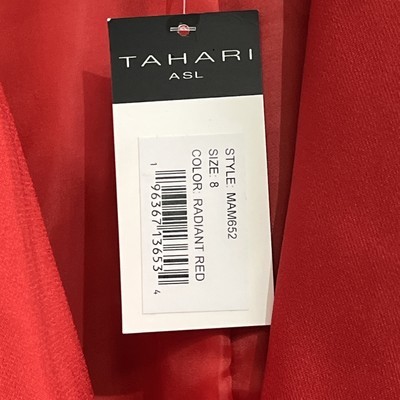 TAHARI
ASL
STYLE: MAM652
SIZE: 8
COLOR: RADIANT RED
1 96367 13653 4